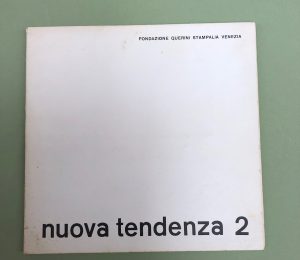 FONDAZIONE QUERINI STAMPALIA VENEZIA
nuova tendenza 2